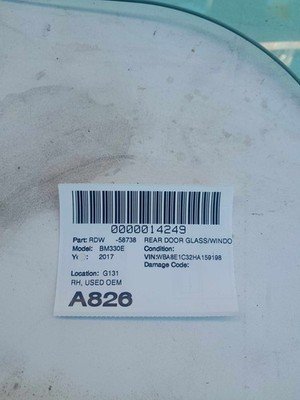 0000014249
Part: RDW -58738 REAR DOOR GLASS/WINDO
Model: BM330E Condition:
2017 VIN:WBA8E1C32HA159198
Damage Code:
Location: G131
RH, USED OEM
A826